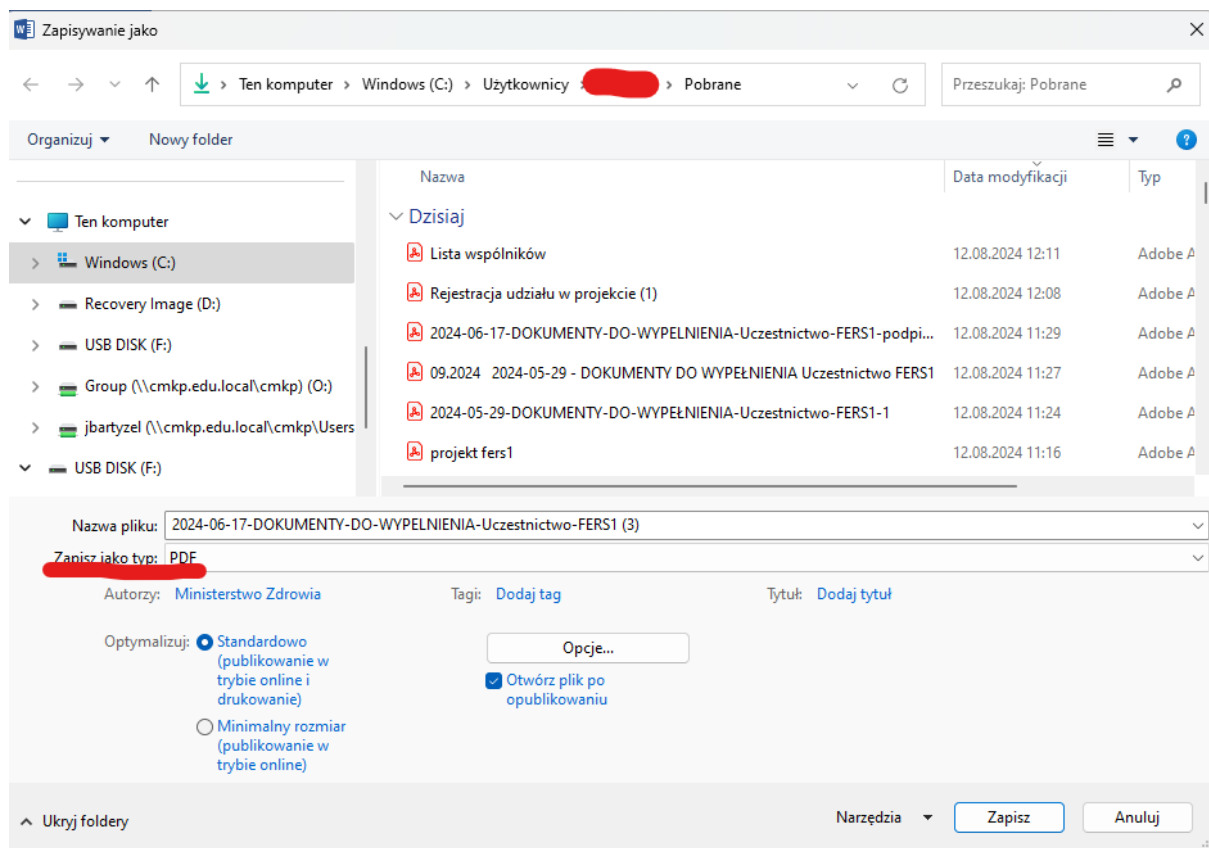 Zapisywanie jako
Ten komputer > Windows (C:) > Użytkownicy > > Pobrane
Przeszukaj: Pobrane
Organizuj
Nowy folder
Nazwa
Data modyfikacji
Typ
Ten komputer
Windows (C:)
Recovery Image (D:)
USB DISK (F:)
Group (\\cmkp.edu.local\cmkp) (O:)
jbartyzel (\\cmkp.edu.local\cmkp\Users
USB DISK (F:)
Dzisiaj
Lista wspólników 12.08.2024 12:11 Adobe A
Rejestracja udziału w projekcie (1) 12.08.2024 12:08 Adobe A
2024-06-17-DOKUMENTY-DO-WYPELNIENIA-Uczestnictwo-FERS1-podpi... 12.08.2024 11:29 Adobe A
09.2024 2024-05-29 - DOKUMENTY DO WYPEŁNIENIA Uczestnictwo FERS1 12.08.2024 11:27 Adobe A
2024-05-29-DOKUMENTY-DO-WYPEŁNIENIA-Uczestnictwo-FERS1-1 12.08.2024 11:24 Adobe A
projekt fers1 12.08.2024 11:16 Adobe A
Nazwa pliku: 2024-06-17-DOKUMENTY-DO-WYPELNIENIA-Uczestnictwo-FERS1 (3)
Zapisz jako typ: PDF
Autorzy: Ministerstwo Zdrowia
Tagi: Dodaj tag
Tytuł: Dodaj tytuł
Optymalizuj:
Standardowo
(publikowanie w
trybie online i
drukowanie)
Minimalny rozmiar
(publikowanie w
trybie online)
Opcje...
Otwórz plik po
opublikowaniu
Ukryj foldery
Narzędzia
Zapisz
Anuluj